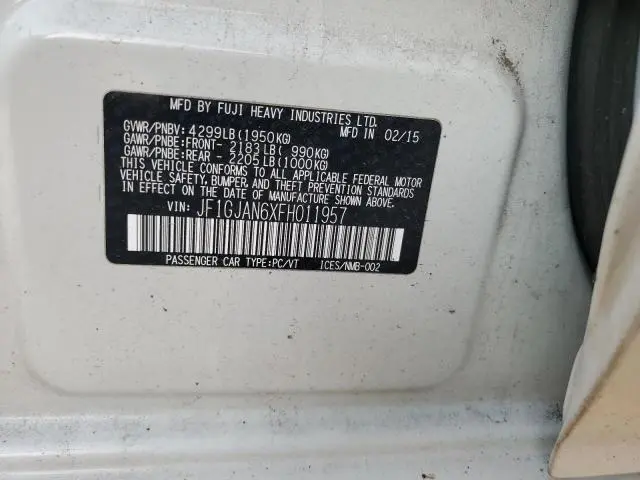 MFD BY FUJI HEAVY INDUSTRIES LTD.
GVWR/PNBV: 4299LB(1950KG) MFD IN 02/15
GAWR/PNBE:FRONT- 2183LB( 990KG)
GAWR/PNBE:REAR - 2205LB(1000KG)
THIS VEHICLE CONFORMS TO ALL APPLICABLE FEDERAL MOTOR
VEHICLE SAFETY, BUMPER, AND THEFT PREVENTION STANDARDS
IN EFFECT ON THE DATE OF MANUFACTURE SHOWN ABOVE.
VIN: JF1GJAN6XFH011957
PASSENGER CAR TYPE:PC/VT ICES/NMB-002